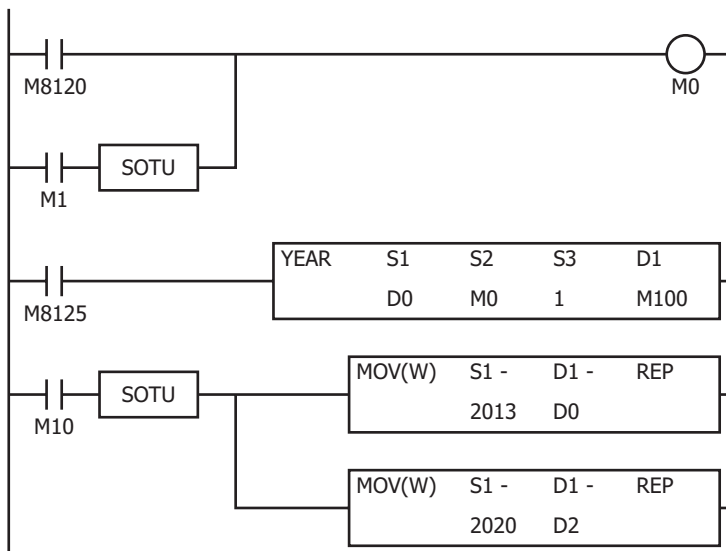 M8120
M0
SOTU
M1
YEAR S1 S2 S3 D1
D0 M0 1 M100
M8125
SOTU
M10
MOV(W) S1 - D1 - REP
2013 D0
MOV(W) S1 - D1 - REP
2020 D2